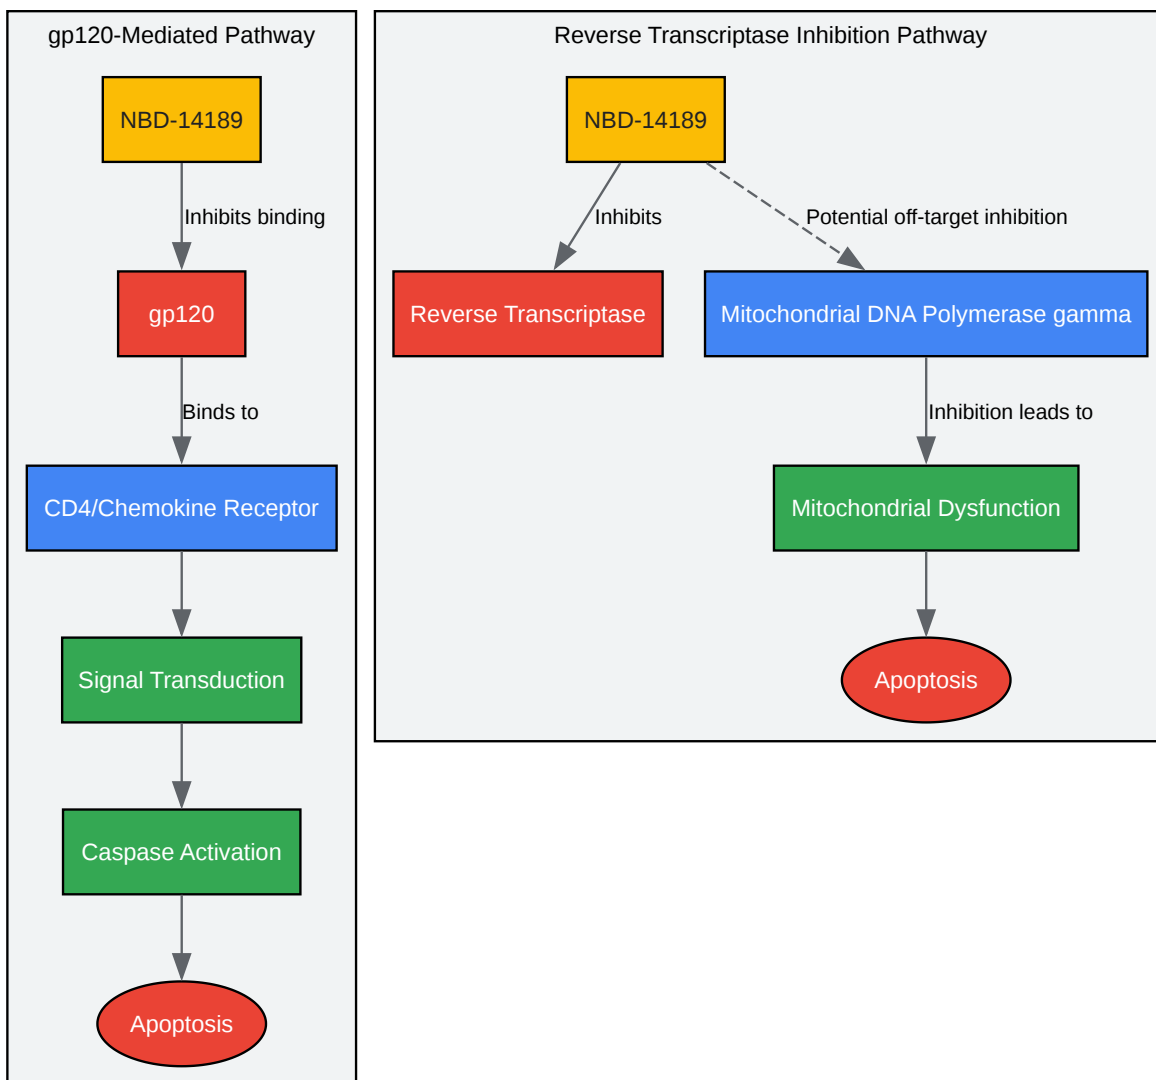 gp120-Mediated Pathway
NBD-14189
Inhibits binding
gp120
Binds to
CD4/Chemokine Receptor
Signal Transduction
Caspase Activation
Apoptosis
Reverse Transcriptase Inhibition Pathway
NBD-14189
Inhibits
Potential off-target inhibition
Reverse Transcriptase
Mitochondrial DNA Polymerase gamma
Inhibition leads to
Mitochondrial Dysfunction
Apoptosis